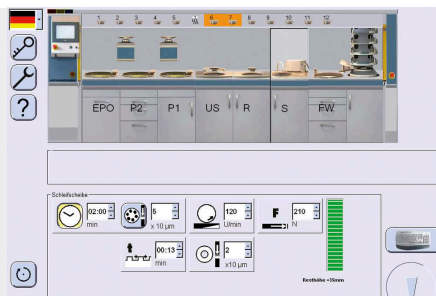 1 2 3 4 5 6 7 8 9 10 11 12
EPO P2 P1 US R S FW
Schleifscheibe
02:00 min
5 x 10 µm
120 U/min
F 210 N
00:13 min
2 x10 µm
Resthöhe =35mm